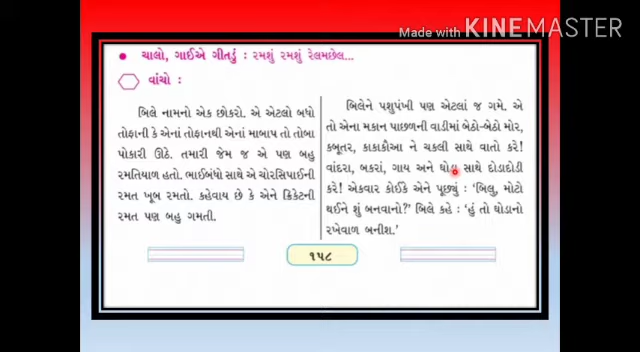 Made with KINEMASTER
ચાલો, ગાઈએ ગીતડું : રમશું રમશું રેલમછેલ...
વાંચો :
બિલે નામનો એક છોકરો. એ એટલો બધો
તોફાની કે એનાં તોફાનથી એનાં માબાપ તો તોબા
પોકારી ઊઠે. તમારી જેમ જ એ પણ બહુ
રમતિયાળ હતો. ભાઈબંધો સાથે એ ચોરસિપાઈની
રમત ખૂબ રમતો. કહેવાય છે કે એને ક્રિકેટની
રમત પણ બહુ ગમતી.
બિલેને પશુપંખી પણ એટલાં જ ગમે. એ
તો એના મકાન પાછળની વાડીમાં બેઠો-બેઠો મોર,
કબૂતર, કાકાકૌઆ ને ચકલી સાથે વાતો કરે!
વાંદરા, બકરાં, ગાય અને ઘોડા સાથે દોડાદોડી
કરે! એકવાર કોઈકે એને પૂછ્યું : ‘બિલુ, મોટો
થઈને શું બનવાનો?’ બિલે કહે : ‘હું તો ઘોડાનો
રખેવાળ બનીશ.’
૧૫૮